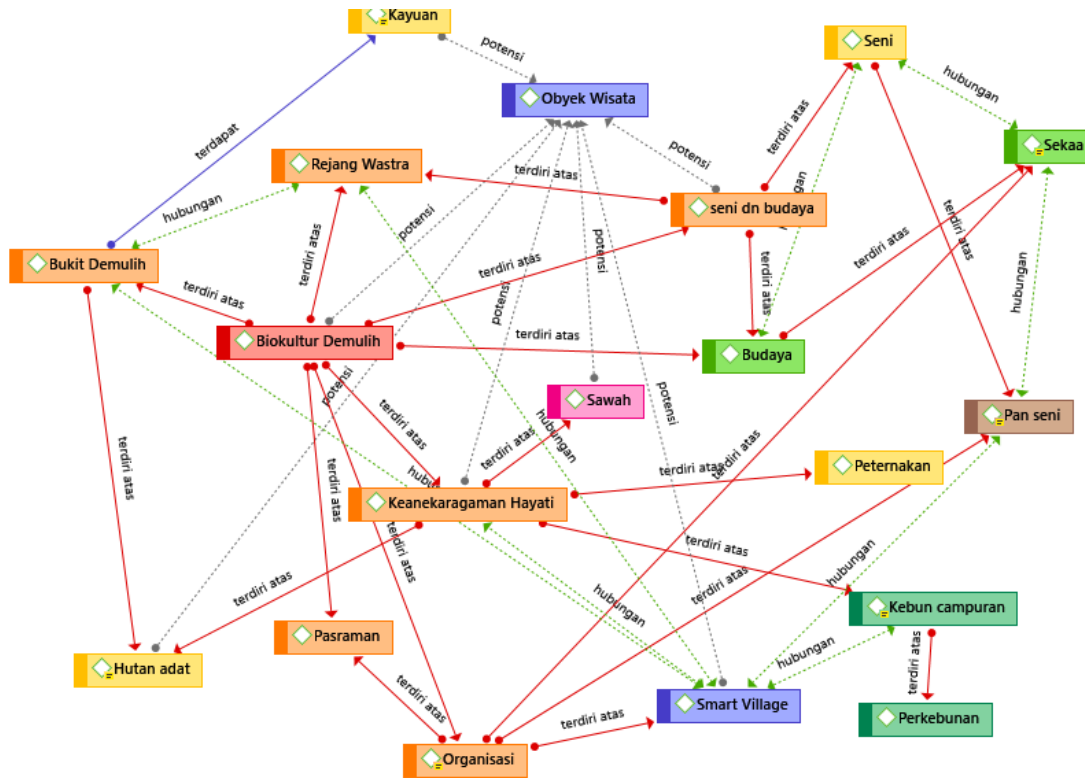 Kayuan
potensi
Seni
hubungan
Obyek Wisata
terdiri atas
Sekaa
terdapat
Rejang Wastra
potensi
terdiri atas
hubungan
seni dn budaya
terdiri atas
hubungan
potensi
potensi
terdiri atas
terdiri atas
hubungan
Bukit Demulih
terdiri atas
terdiri atas
potensi
terdiri atas
Biokultur Demulih
terdiri atas
Budaya
potensi
Sawah
potensi
Pan seni
terdiri atas
hubungan
terdiri atas
terdiri atas
terdiri atas
Peternakan
terdiri atas
terdiri atas
Keanekaragaman Hayati
terdiri atas
terdiri atas
hubungan
terdiri atas
terdiri atas
hubungan
Kebun campuran
Pasraman
hubungan
terdiri atas
Hutan adat
terdiri atas
Smart Village
terdiri atas
Perkebunan
Organisasi